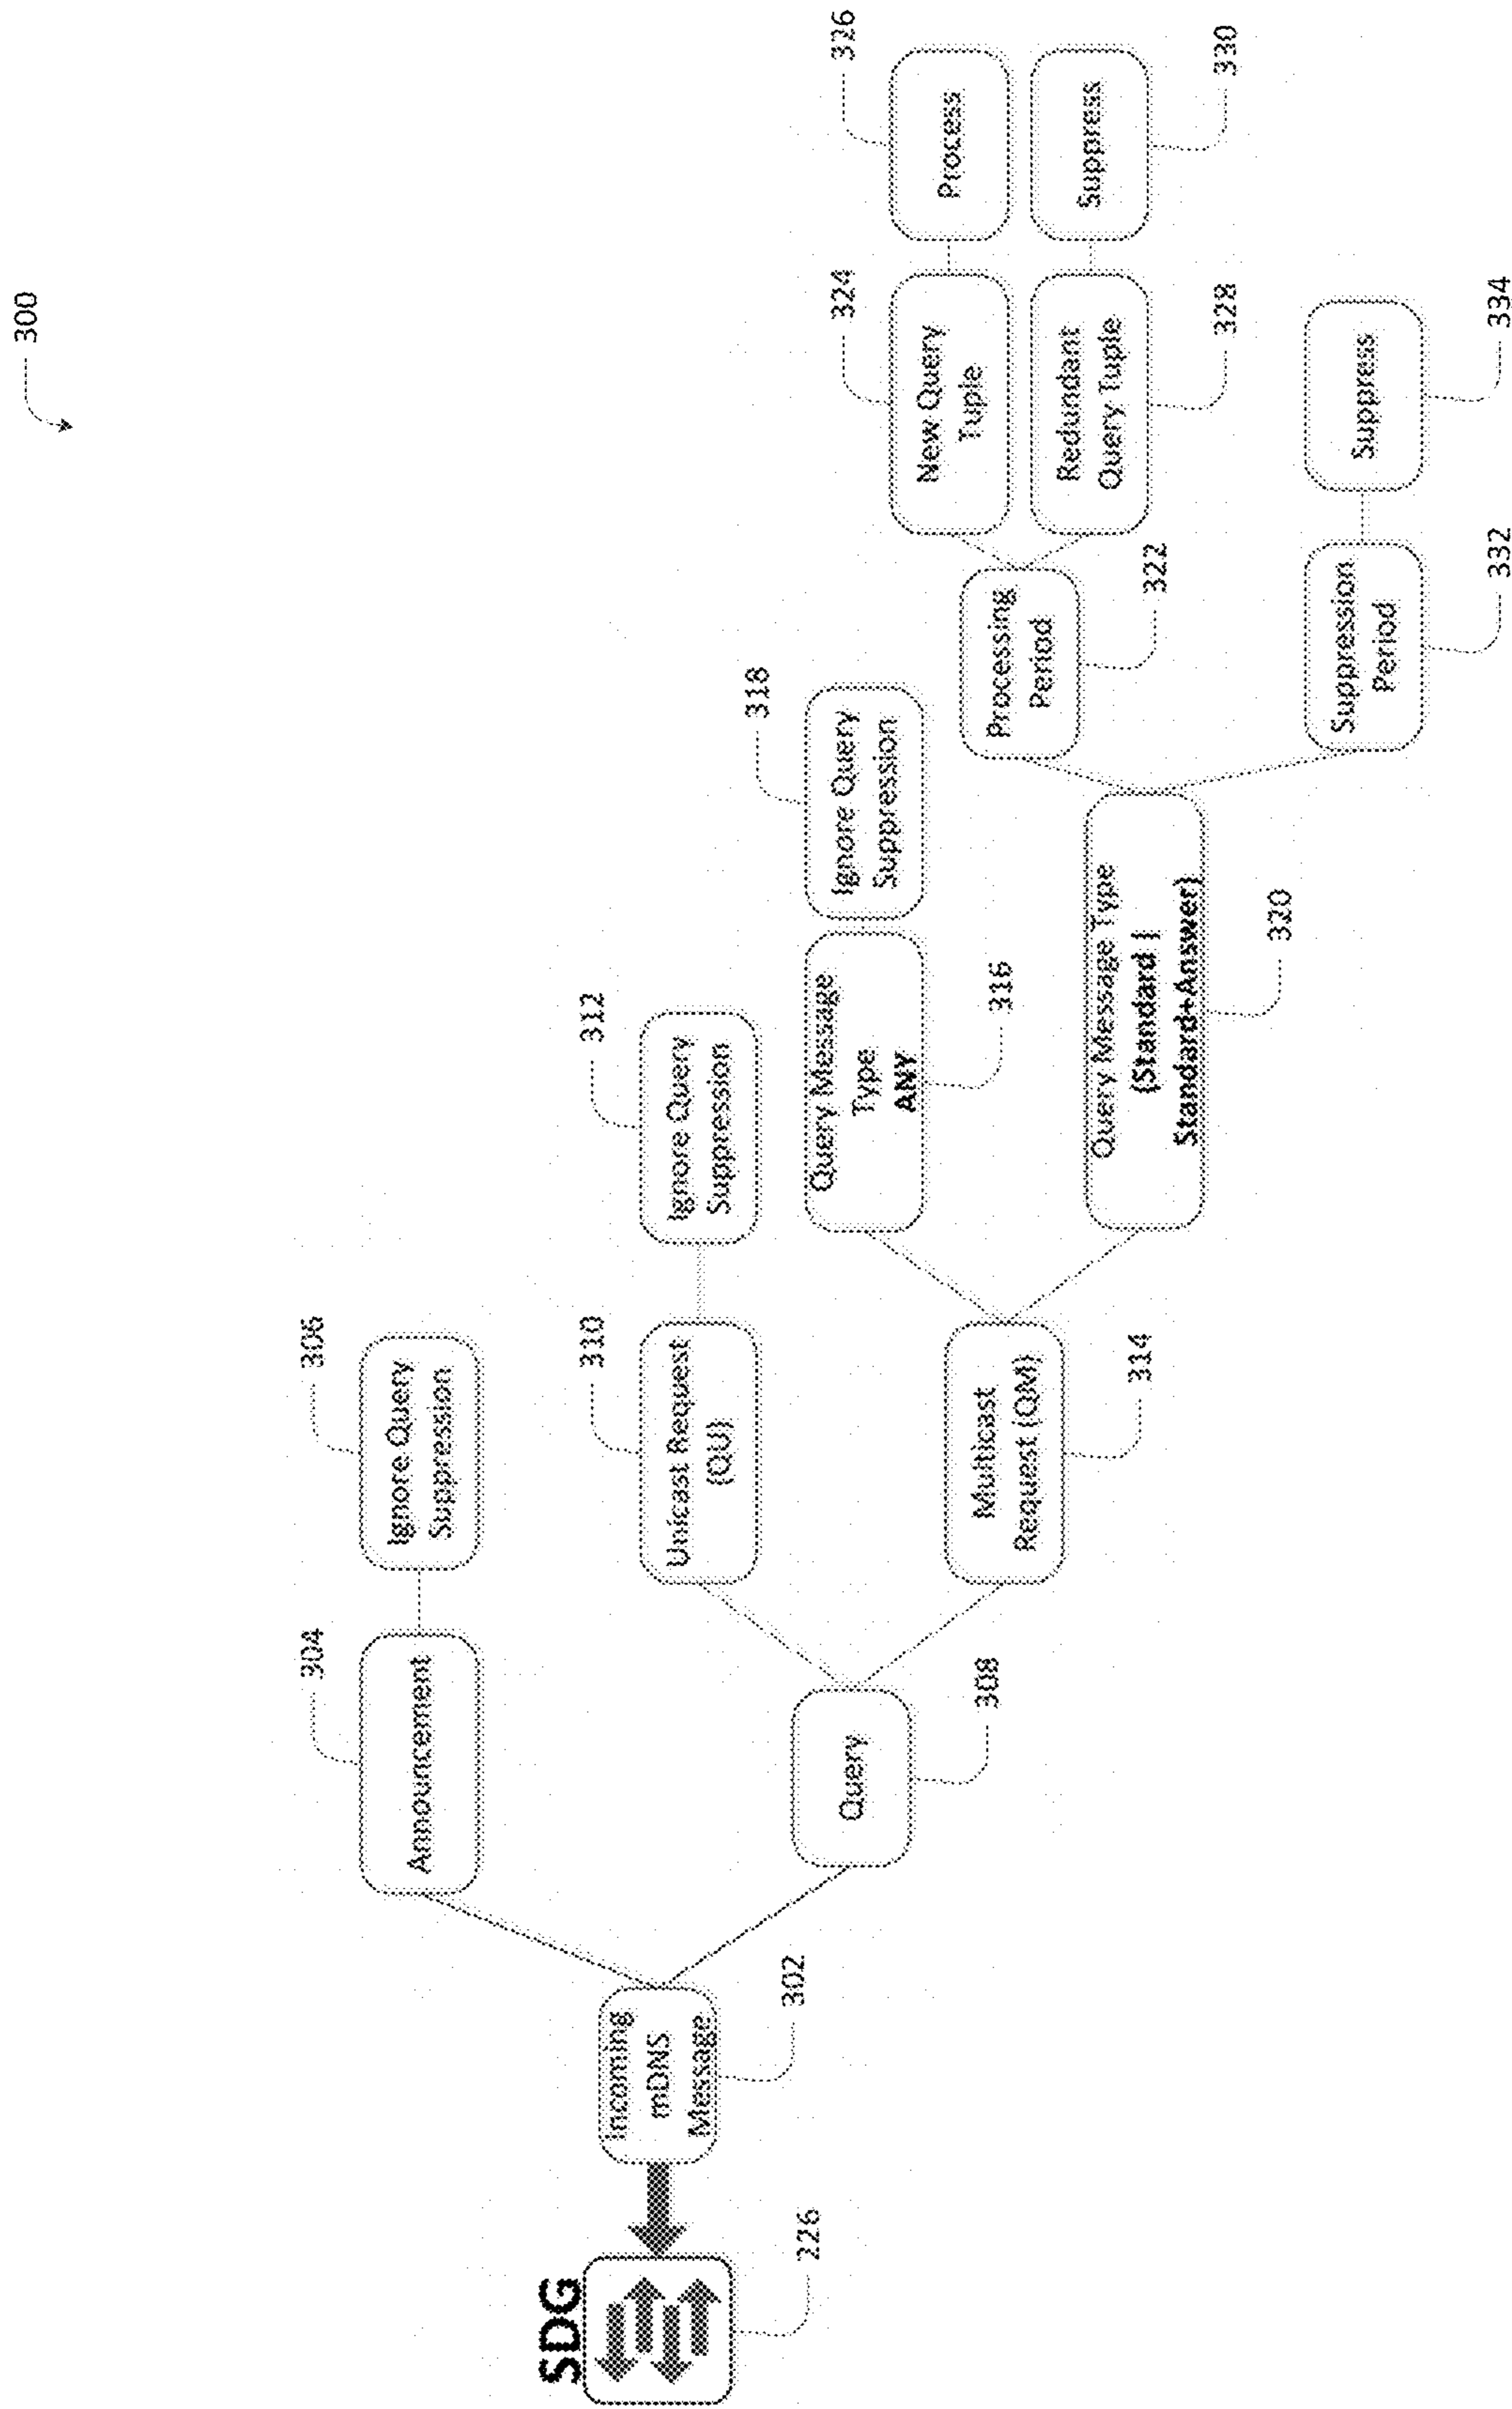 300
SDG
226
Incoming
mDNS
Message
302
304
Announcement
306
Ignore Query
Suppression
Query
308
310
Unicast Request
(QU)
312
Ignore Query
Suppression
Multicast
Request (QM)
314
Query Message
Type
ANY
316
318
Ignore Query
Suppression
Query Message Type
(Standard |
Standard+Answer)
320
Processing
Period
322
324
New Query
Tuple
326
Process
Redundant
Query Tuple
328
Suppress
330
Suppression
Period
332
Suppress
334